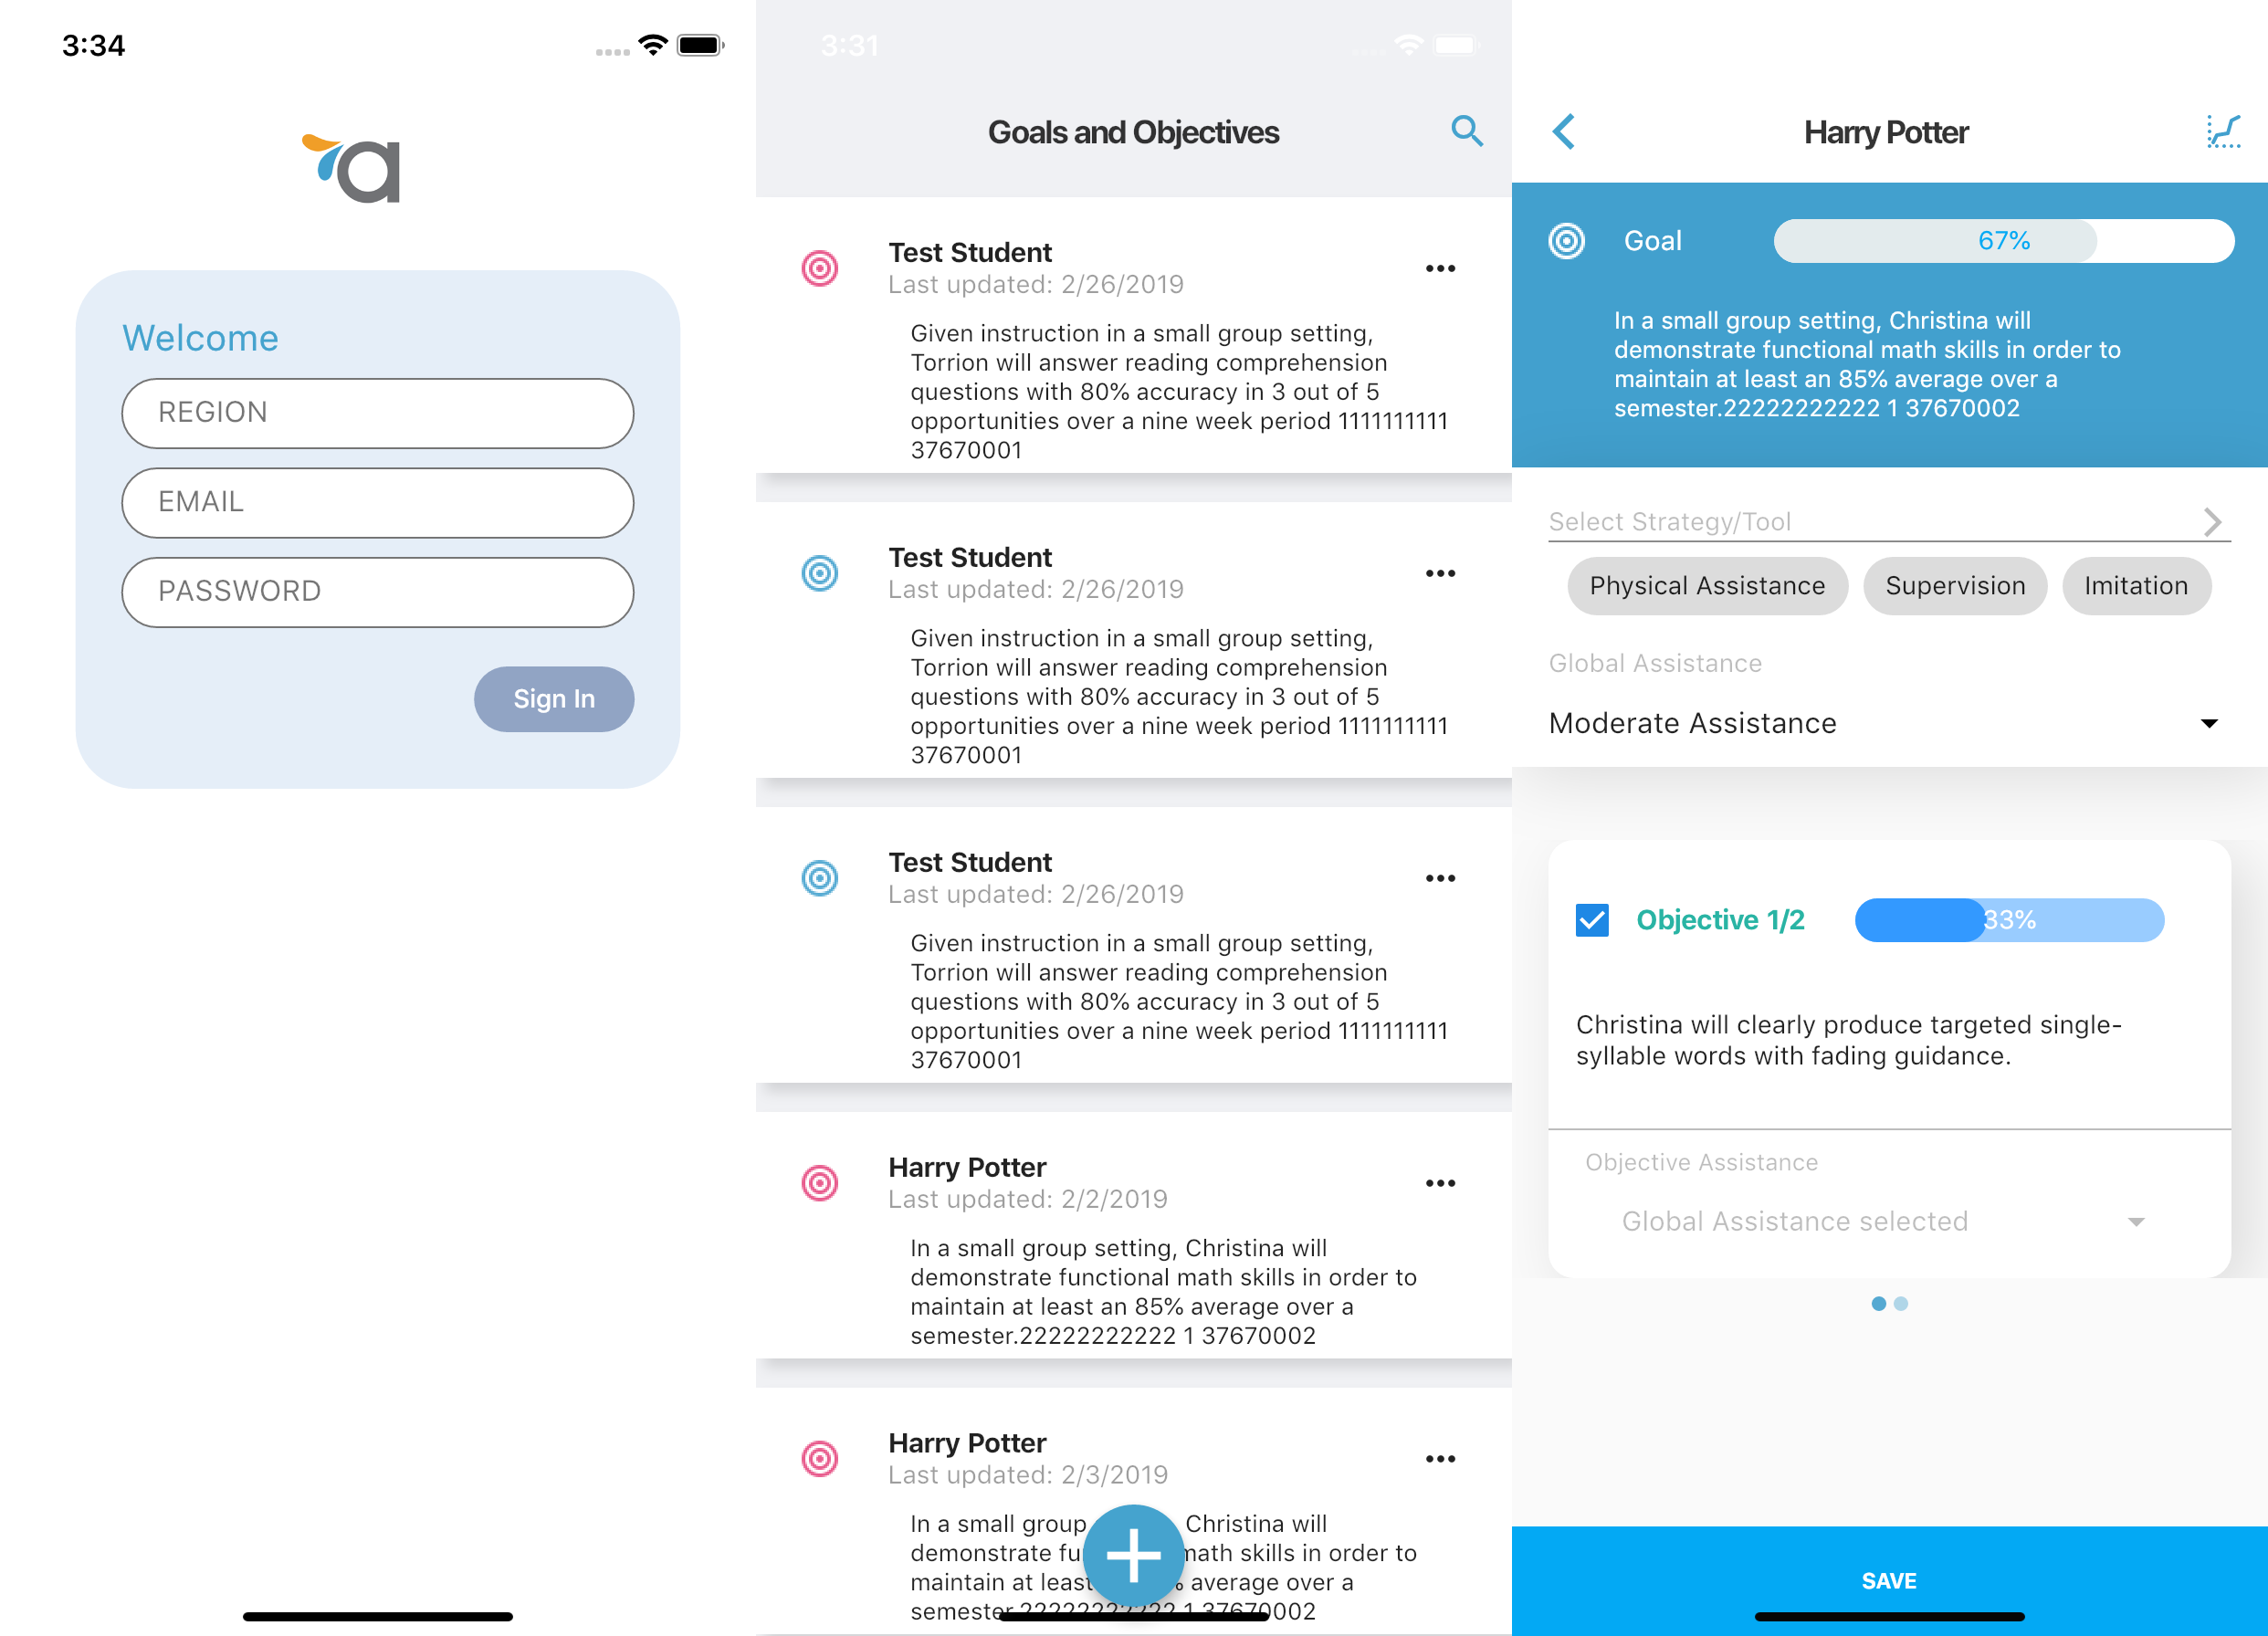 3:34
Welcome
REGION
EMAIL
PASSWORD
Sign In
3:31
Goals and Objectives
Test Student
Last updated: 2/26/2019
Given instruction in a small group setting,
Torrion will answer reading comprehension
questions with 80% accuracy in 3 out of 5
opportunities over a nine week period 1111111111
37670001
Test Student
Last updated: 2/26/2019
Given instruction in a small group setting,
Torrion will answer reading comprehension
questions with 80% accuracy in 3 out of 5
opportunities over a nine week period 1111111111
37670001
Test Student
Last updated: 2/26/2019
Given instruction in a small group setting,
Torrion will answer reading comprehension
questions with 80% accuracy in 3 out of 5
opportunities over a nine week period 1111111111
37670001
Harry Potter
Last updated: 2/2/2019
In a small group setting, Christina will
demonstrate functional math skills in order to
maintain at least an 85% average over a
semester.22222222222 1 37670002
Harry Potter
Last updated: 2/3/2019
In a small group Christina will
demonstrate math skills in order to
maintain at least average over a
semester 1 37670002
Harry Potter
Goal
67%
In a small group setting, Christina will
demonstrate functional math skills in order to
maintain at least an 85% average over a
semester.22222222222 1 37670002
Select Strategy/Tool
Physical Assistance
Supervision
Imitation
Global Assistance
Moderate Assistance
Objective 1/2
33%
Christina will clearly produce targeted single-
syllable words with fading guidance.
Objective Assistance
Global Assistance selected
SAVE